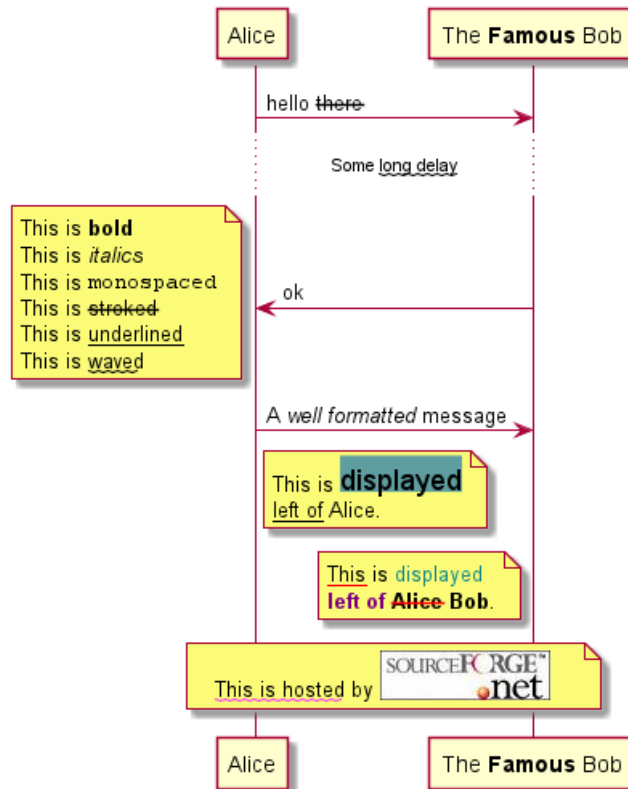 Alice
The Famous Bob
hello there
Some long delay
This is bold
This is italics
This is monospaced
This is stroked
This is underlined
This is waved
ok
A well formatted message
This is displayed
left of Alice.
This is displayed
left of Alice Bob.
This is hosted by SOURCEFORGE™
.net
Alice
The Famous Bob